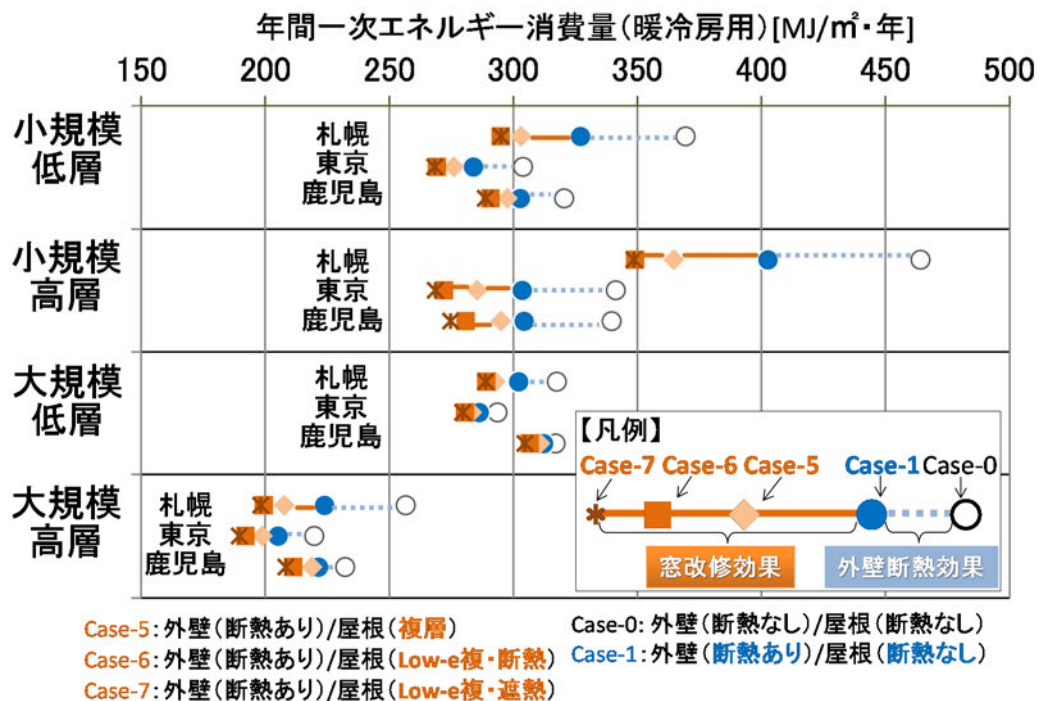 年間一次エネルギー消費量(暖冷房用)[MJ/㎡・年]
150 200 250 300 350 400 450 500
小規模
低層
札幌
東京
鹿児島
小規模
高層
札幌
東京
鹿児島
大規模
低層
札幌
東京
鹿児島
大規模
高層
札幌
東京
鹿児島
【凡例】
Case-7 Case-6 Case-5 Case-1 Case-0
窓改修効果 外壁断熱効果
Case-5:外壁(断熱あり)/屋根(複層)
Case-6:外壁(断熱あり)/屋根(Low-e複・断熱)
Case-7:外壁(断熱あり)/屋根(Low-e複・遮熱)
Case-0:外壁(断熱なし)/屋根(断熱なし)
Case-1:外壁(断熱あり)/屋根(断熱なし)